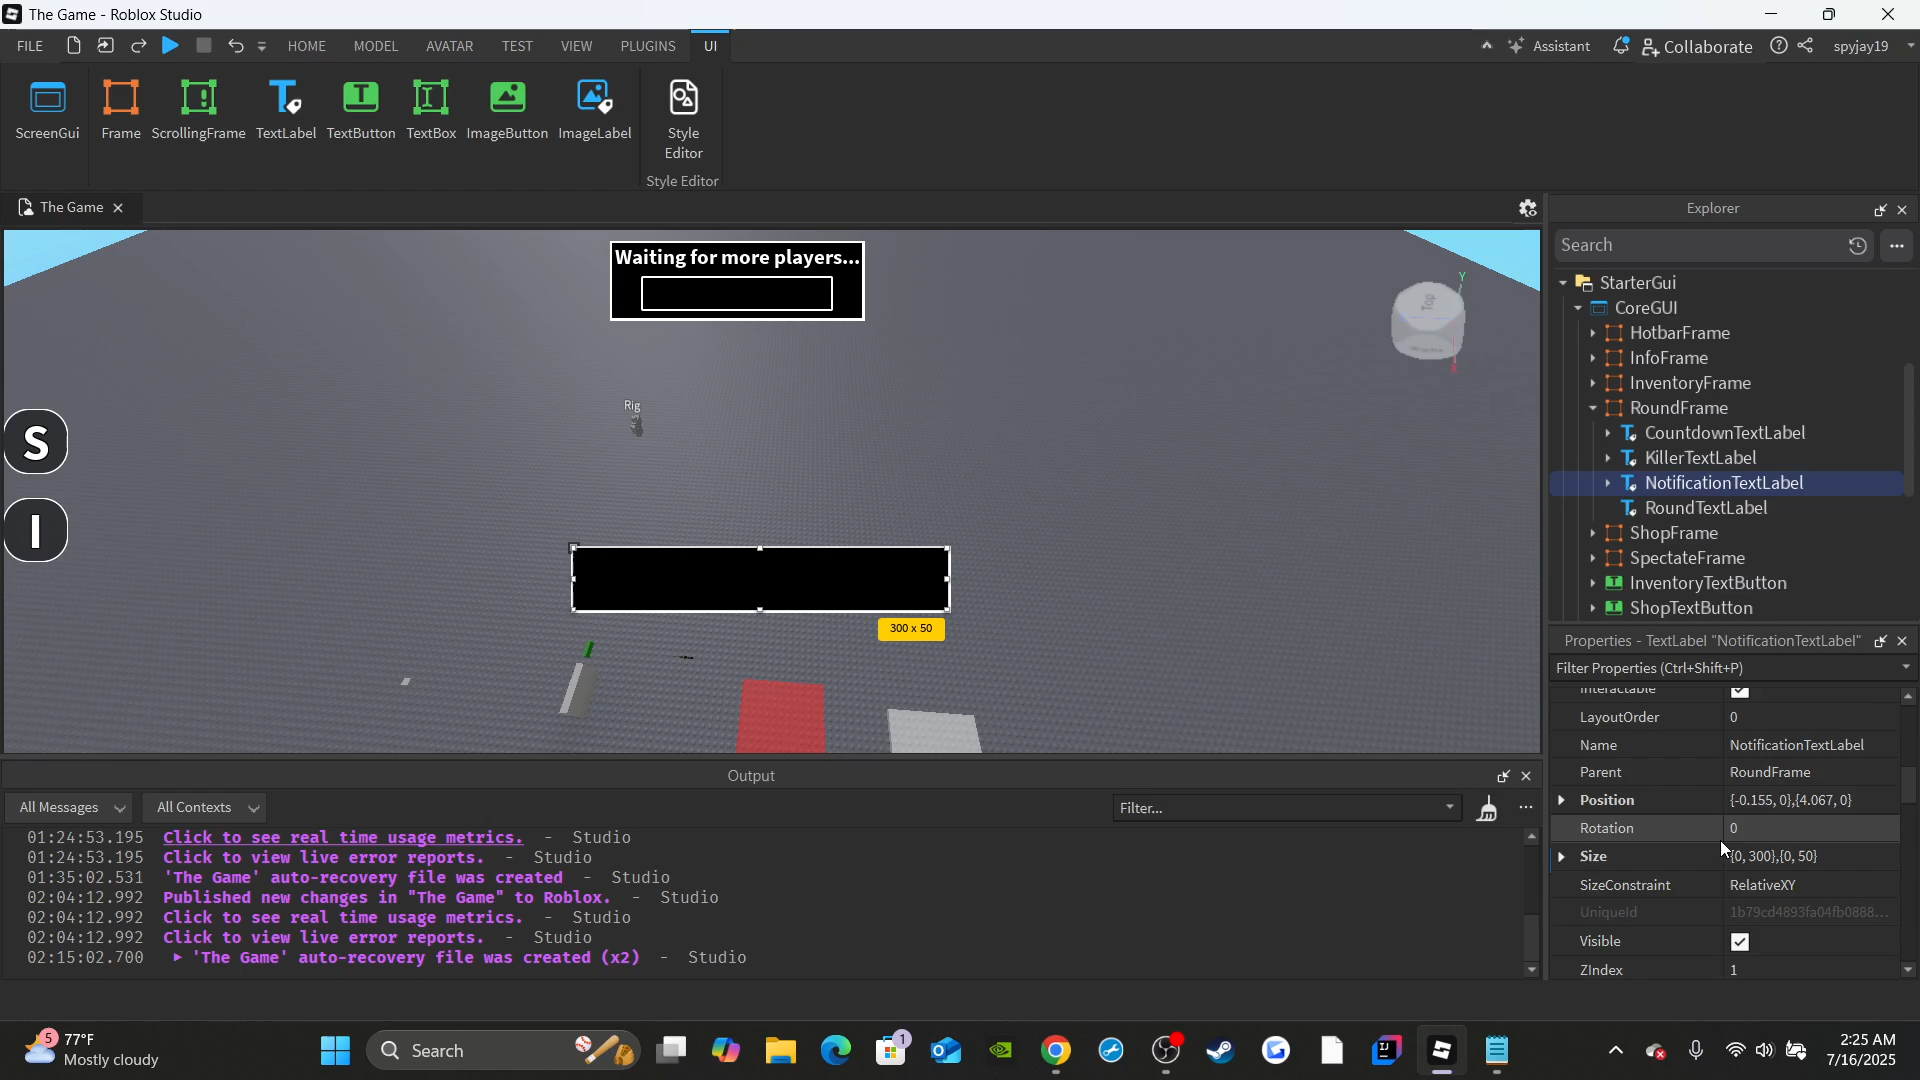 The Game - Roblox Studio
FILE HOME MODEL AVATAR TEST VIEW PLUGINS UI Assistant Collaborate spyjay19
ScreenGui Frame ScrollingFrame TextLabel TextButton TextBox ImageButton ImageLabel Style Editor
Style Editor
The Game
Explorer
Search
StarterGui
CoreGUI
HotbarFrame
InfoFrame
InventoryFrame
RoundFrame
CountdownTextLabel
KillerTextLabel
NotificationTextLabel
RoundTextLabel
ShopFrame
SpectateFrame
InventoryTextButton
ShopTextButton
Waiting for more players...
Top
Y
X
Rig
S
I
300 x 50
Properties - TextLabel "NotificationTextLabel"
Filter Properties (Ctrl+Shift+P)
Interactable
LayoutOrder 0
Name NotificationTextLabel
Parent RoundFrame
Position {-0.155, 0},{4.067, 0}
Rotation 0
Size {0, 300},{0, 50}
SizeConstraint RelativeXY
UniqueId 1b79cd4893fa04fb0888...
Visible
ZIndex 1
Output
All Messages All Contexts Filter...
01:24:53.195 Click to see real time usage metrics. - Studio
01:24:53.195 Click to view live error reports. - Studio
01:35:02.531 'The Game' auto-recovery file was created - Studio
02:04:12.992 Published new changes in "The Game" to Roblox. - Studio
02:04:12.992 Click to see real time usage metrics. - Studio
02:04:12.992 Click to view live error reports. - Studio
02:15:02.700 'The Game' auto-recovery file was created (x2) - Studio
5 77°F
Mostly cloudy
Search
1
2:25 AM
7/16/2025